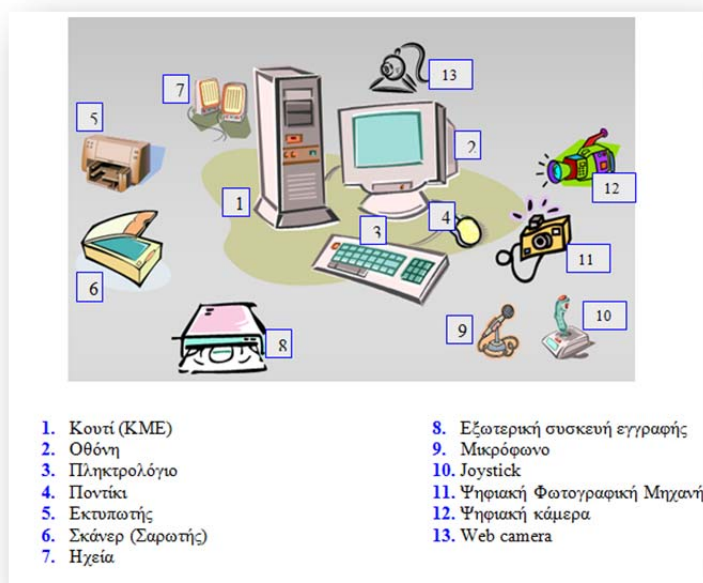 13
7
5
2
12
1
4
3
11
6
10
9
8
1. Κουτί (ΚΜΕ)
2. Οθόνη
3. Πληκτρολόγιο
4. Ποντίκι
5. Εκτυπωτής
6. Σκάνερ (Σαρωτής)
7. Ηχεία
8. Εξωτερική συσκευή εγγραφής
9. Μικρόφωνο
10. Joystick
11. Ψηφιακή Φωτογραφική Μηχανή
12. Ψηφιακή κάμερα
13. Web camera